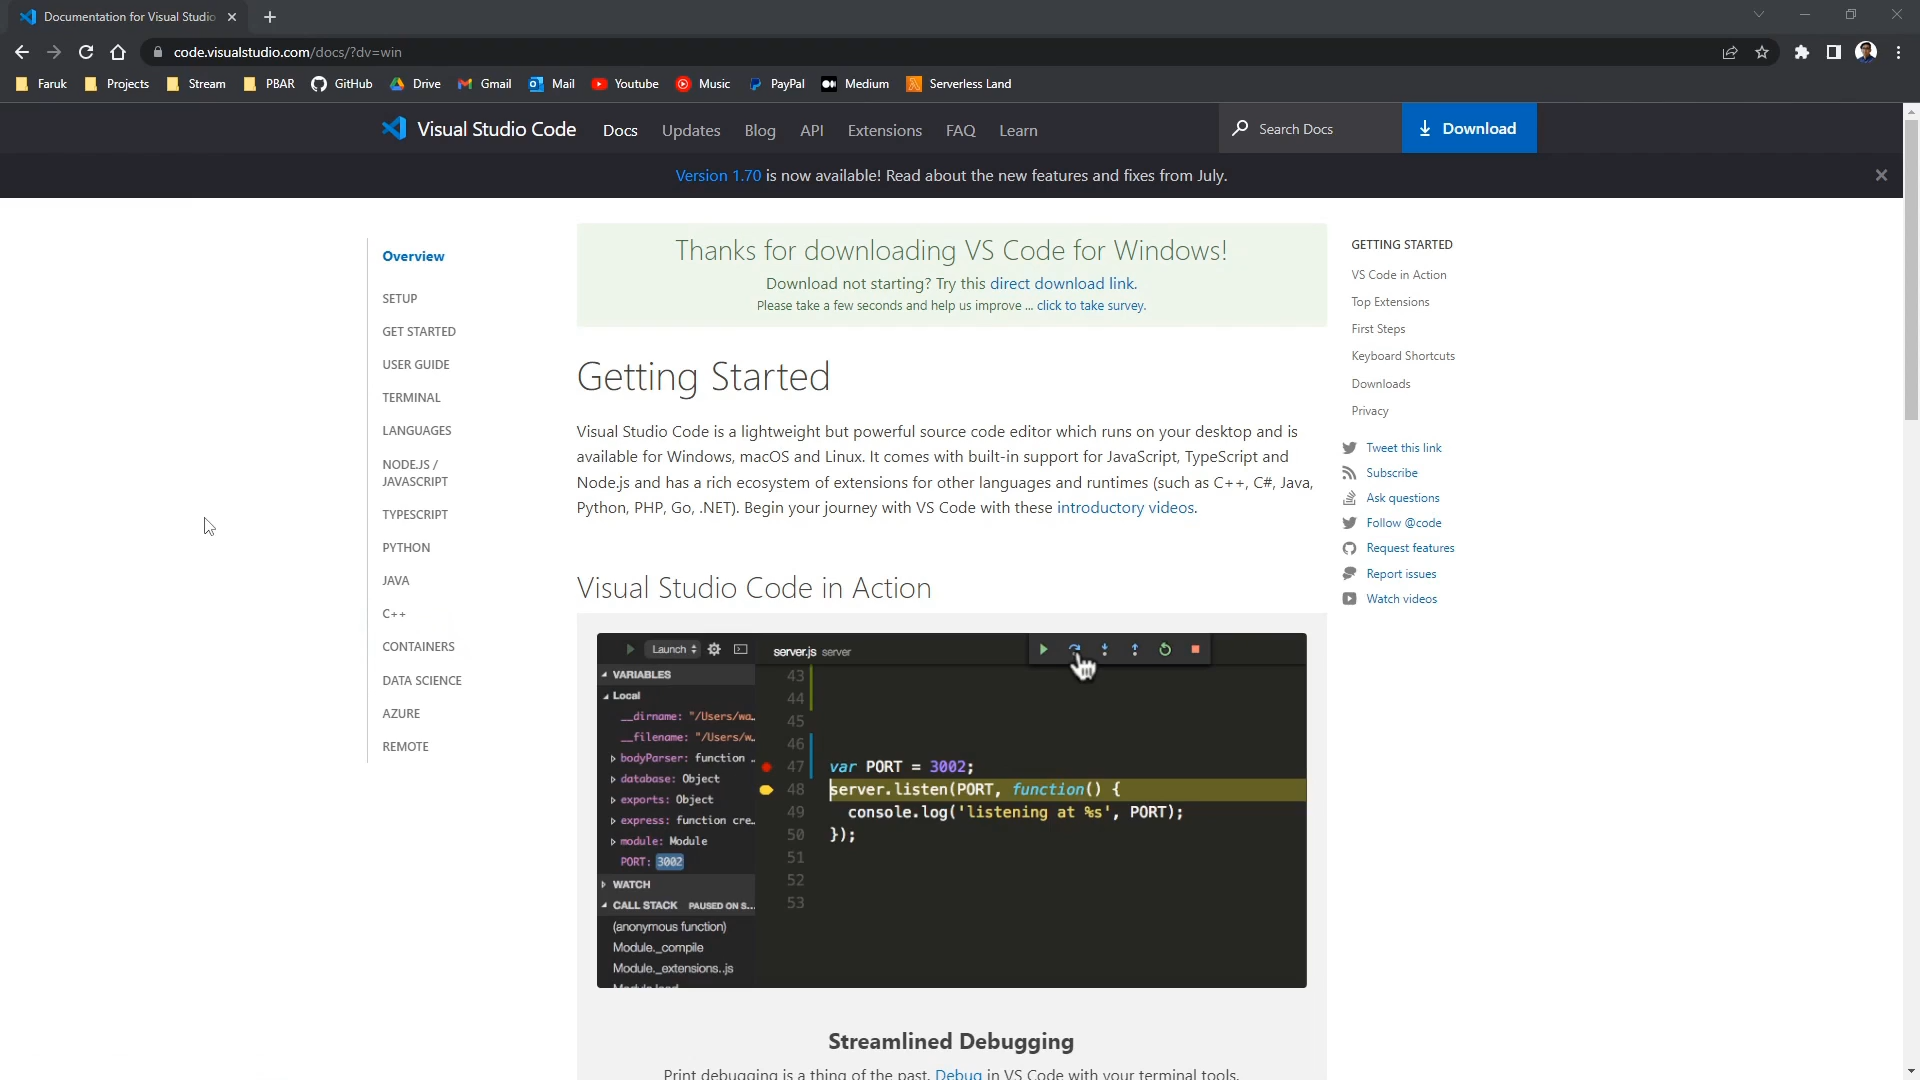 Documentation for Visual Studio
code.visualstudio.com/docs/?dv=win
Faruk Projects Stream PBAR GitHub Drive Gmail Mail Youtube Music PayPal Medium Serverless Land
Visual Studio Code Docs Updates Blog API Extensions FAQ Learn Search Docs Download
Version 1.70 is now available! Read about the new features and fixes from July.
Overview
SETUP
GET STARTED
USER GUIDE
TERMINAL
LANGUAGES
NODE.JS /
JAVASCRIPT
TYPESCRIPT
PYTHON
JAVA
C++
CONTAINERS
DATA SCIENCE
AZURE
REMOTE
Thanks for downloading VS Code for Windows!
Download not starting? Try this direct download link.
Please take a few seconds and help us improve ... click to take survey.
Getting Started
Visual Studio Code is a lightweight but powerful source code editor which runs on your desktop and is
available for Windows, macOS and Linux. It comes with built-in support for JavaScript, TypeScript and
Node.js and has a rich ecosystem of extensions for other languages and runtimes (such as C++, C#, Java,
Python, PHP, Go, .NET). Begin your journey with VS Code with these introductory videos.
Visual Studio Code in Action
Launch
server.js server
VARIABLES
Local
__dirname: "/Users/wa…
__filename: "/Users/w…
bodyParser: function …
database: Object
exports: Object
express: function cre…
module: Module
PORT: 3002
WATCH
CALL STACK PAUSED ON S…
(anonymous function)
Module._compile
Module._extensions..js
43
44
45
46
47 var PORT = 3002;
48 server.listen(PORT, function() {
49 console.log('listening at %s', PORT);
50 });
51
52
53
Streamlined Debugging
Print debugging is a thing of the past. Debug in VS Code with your terminal tools.
GETTING STARTED
VS Code in Action
Top Extensions
First Steps
Keyboard Shortcuts
Downloads
Privacy
Tweet this link
Subscribe
Ask questions
Follow @code
Request features
Report issues
Watch videos